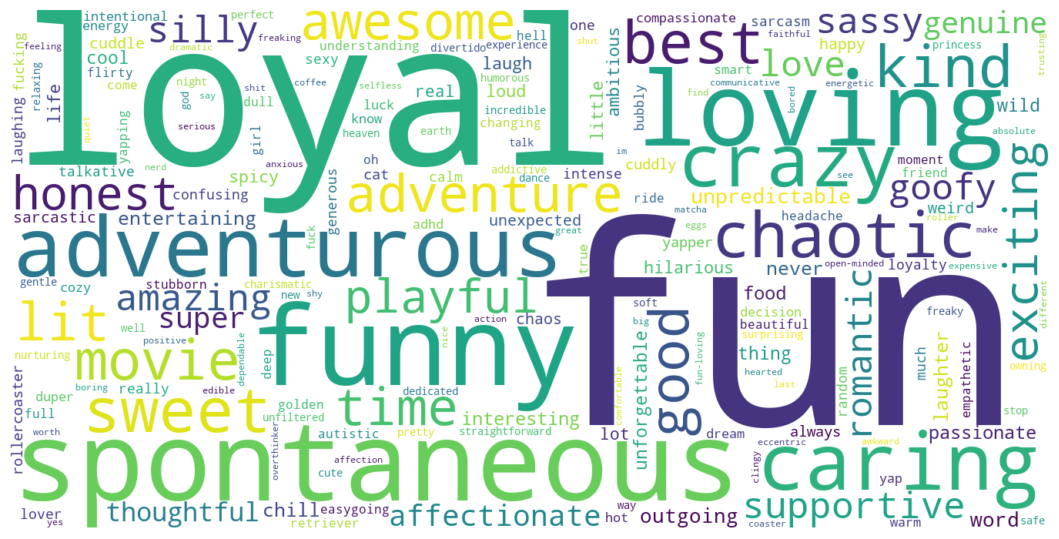 loyal
fun
spontaneous
adventurous
funny
loving
caring
crazy
kind
best
awesome
silly
sassy
genuine
love
honest
adventure
goofy
chaotic
exciting
playful
amazing
super
lit
movie
sweet
time
good
romantic
supportive
affectionate
thoughtful
chill
outgoing
passionate
word
intentional
energy
cuddle
cool
flirty
come
fucking
laughing
relaxing
feeling
life
yapping
quiet
talkative
perfect
freaking
dramatic
night
god
say
shit
coffee
serious
nerd
girl
understanding
sexy
dull
anxious
selfless
heaven
luck
know
real
earth
divertido
hell
experience
laugh
loud
humorous
incredible
changing
talk
one
shut
little
ambitious
compassionate
sarcasm
faithful
happy
princess
trusting
smart
communicative
energetic
find
bored
bubbly
wild
absolute
im
cuddly
see
moment
friend
weird
unpredictable
headache
matcha
eggs
roller
make
yapper
hilarious
never
open-minded
loyalty
expensive
different
spicy
confusing
sarcastic
entertaining
oh
cat
calm
addictive
dance
intense
generous
adhd
unexpected
great
ride
true
fuck
gentle
cozy
stubborn
charismatic
new
shy
nurturing
well
positive
dependable
deep
chaos
action
nice
soft
big
food
decision
beautiful
surprising
thing
hearted
last
fun-loving
comfortable
unforgettable
random
much
freaky
laughter
empathetic
owning
stop
duper
boring
really
edible
rollercoaster
full
golden
unfiltered
dedicated
interesting
straightforward
worth
overthinker
autistic
pretty
cute
affection
lot
dream
eccentric
always
awkward
clingy
yap
coaster
warm
safe
way
hot
lover
yes
easygoing
retriever